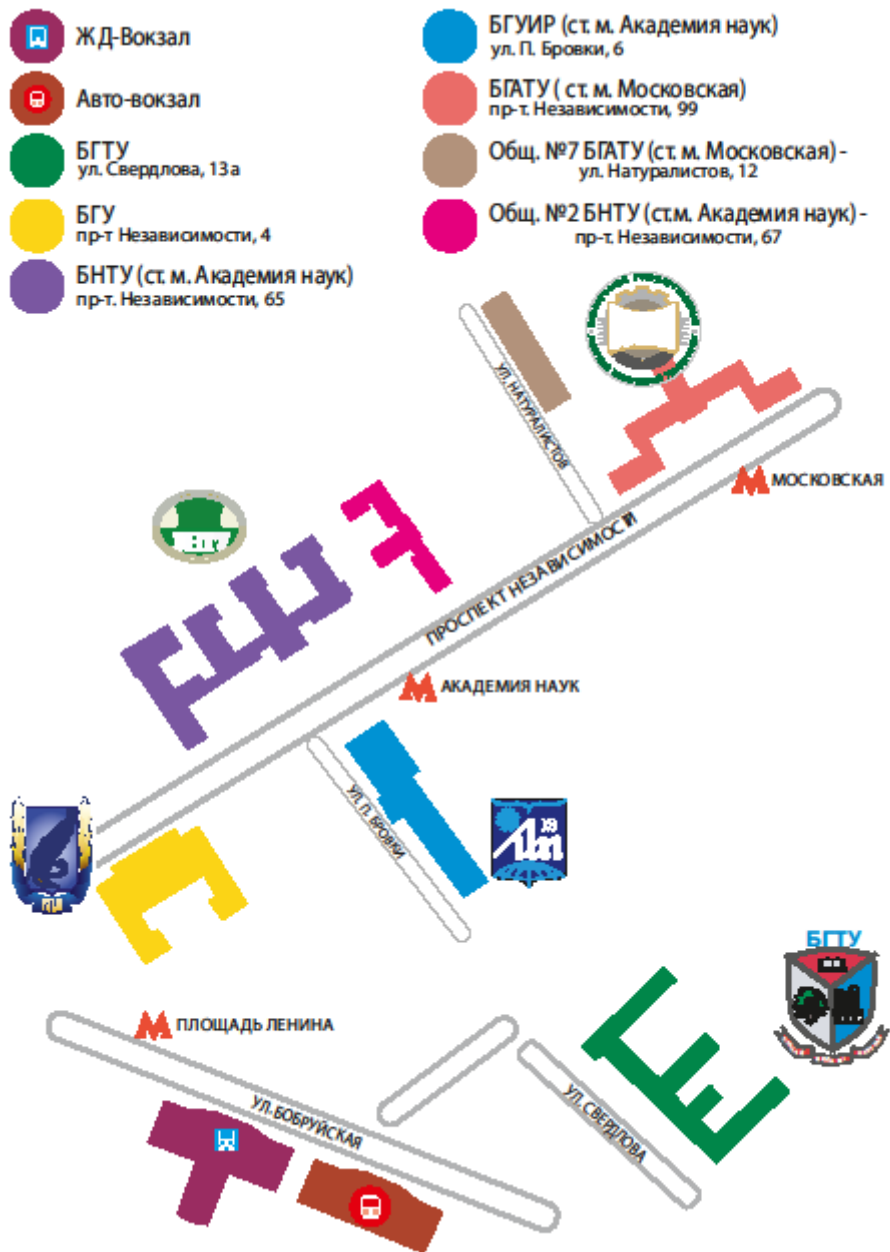 ЖД-Вокзал
Авто-вокзал
БГТУ
ул. Свердлова, 13а
БГУ
пр-т Независимости, 4
БНТУ (ст. м. Академия наук)
пр-т. Независимости, 65
БГУИР (ст. м. Академия наук)
ул. П. Бровки, 6
БГАТУ ( ст. м. Московская)
пр-т. Независимости, 99
Общ. №7 БГАТУ (ст. м. Московская) -
ул. Натуралистов, 12
Общ. №2 БНТУ (ст.м. Академия наук) -
пр-т. Независимости, 67
УЛ. НАТУРАЛИСТОВ
М МОСКОВСКАЯ
ПРОСПЕКТ НЕЗАВИСИМОСТИ
М АКАДЕМИЯ НАУК
УЛ. П. БРОВКИ
БГТУ
М ПЛОЩАДЬ ЛЕНИНА
УЛ. БОБРУЙСКАЯ
УЛ. СВЕРДЛОВА